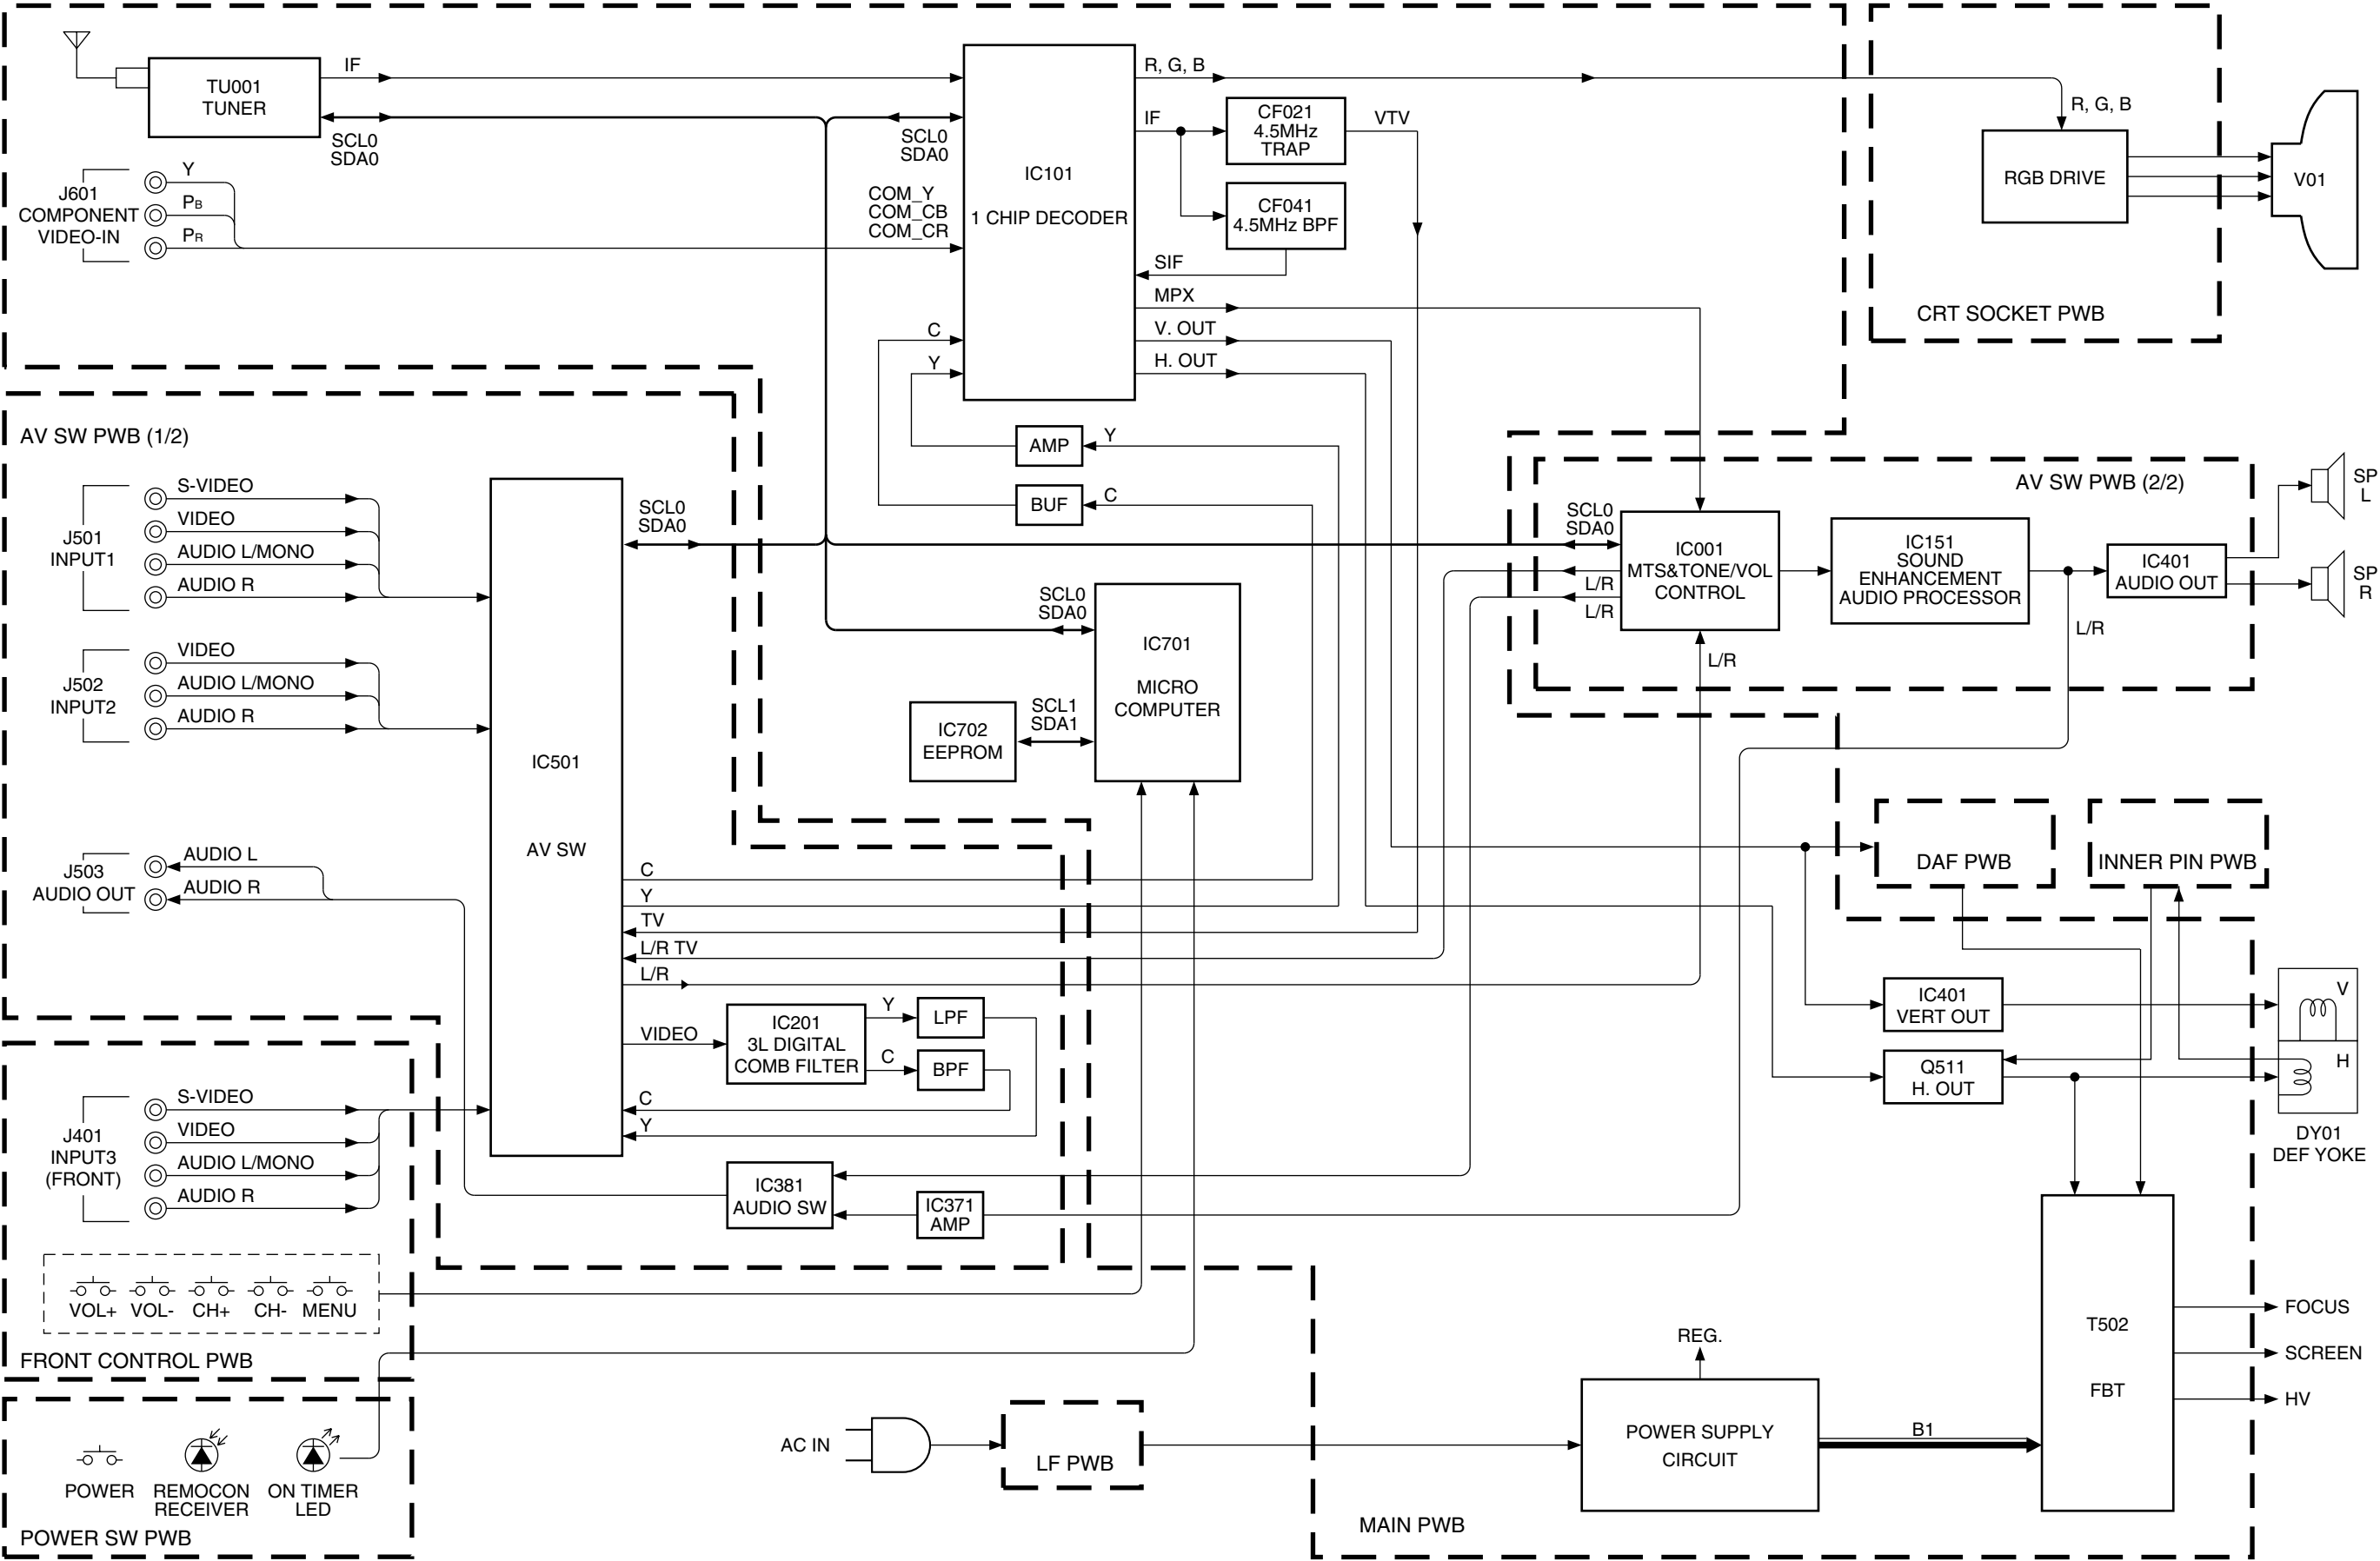 TU001
TUNER
IF
SCL0
SDA0
SCL0
SDA0
J601
COMPONENT
VIDEO-IN
Y
PB
PR
COM_Y
COM_CB
COM_CR
C
Y
IC101
1 CHIP DECODER
R, G, B
IF
CF021
4.5MHz
TRAP
VTV
CF041
4.5MHz BPF
SIF
MPX
V. OUT
H. OUT
R, G, B
RGB DRIVE
V01
CRT SOCKET PWB
AV SW PWB (1/2)
J501
INPUT1
S-VIDEO
VIDEO
AUDIO L/MONO
AUDIO R
J502
INPUT2
VIDEO
AUDIO L/MONO
AUDIO R
J503
AUDIO OUT
AUDIO L
AUDIO R
IC501
AV SW
SCL0
SDA0
AMP
Y
BUF
C
SCL0
SDA0
IC701
MICRO
COMPUTER
IC702
EEPROM
SCL1
SDA1
AV SW PWB (2/2)
SCL0
SDA0
L/R
L/R
IC001
MTS&TONE/VOL
CONTROL
L/R
IC151
SOUND
ENHANCEMENT
AUDIO PROCESSOR
IC401
AUDIO OUT
L/R
SP
L
SP
R
C
Y
TV
L/R TV
L/R
VIDEO
IC201
3L DIGITAL
COMB FILTER
Y
LPF
C
BPF
C
Y
IC381
AUDIO SW
IC371
AMP
DAF PWB
INNER PIN PWB
IC401
VERT OUT
Q511
H. OUT
V
H
DY01
DEF YOKE
J401
INPUT3
(FRONT)
S-VIDEO
VIDEO
AUDIO L/MONO
AUDIO R
VOL+
VOL-
CH+
CH-
MENU
FRONT CONTROL PWB
POWER
REMOCON
RECEIVER
ON TIMER
LED
POWER SW PWB
AC IN
LF PWB
REG.
POWER SUPPLY
CIRCUIT
B1
T502
FBT
FOCUS
SCREEN
HV
MAIN PWB